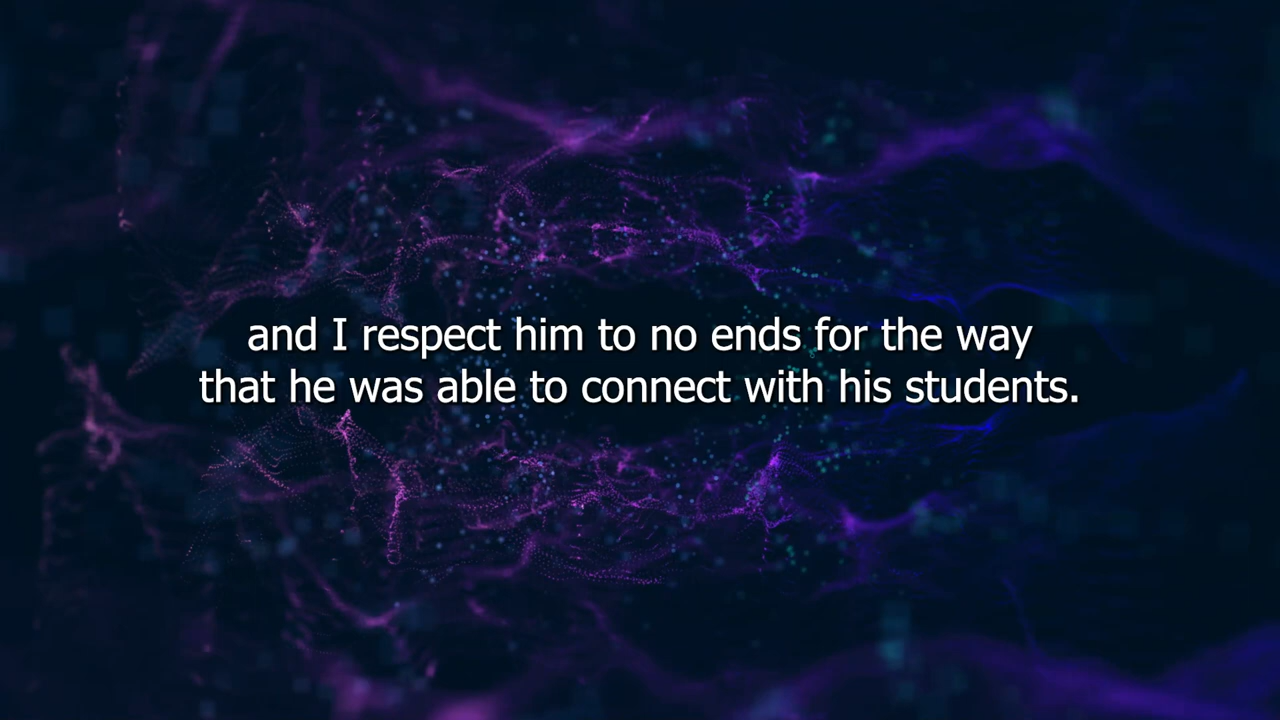 and I respect him to no ends for the way
that he was able to connect with his students.